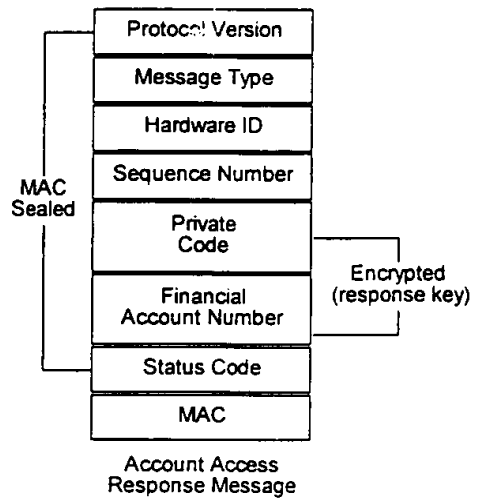 Protocol Version
Message Type
Hardware ID
Sequence Number
MAC
Sealed
Private
Code
Encrypted
(response key)
Financial
Account Number
Status Code
MAC
Account Access
Response Message